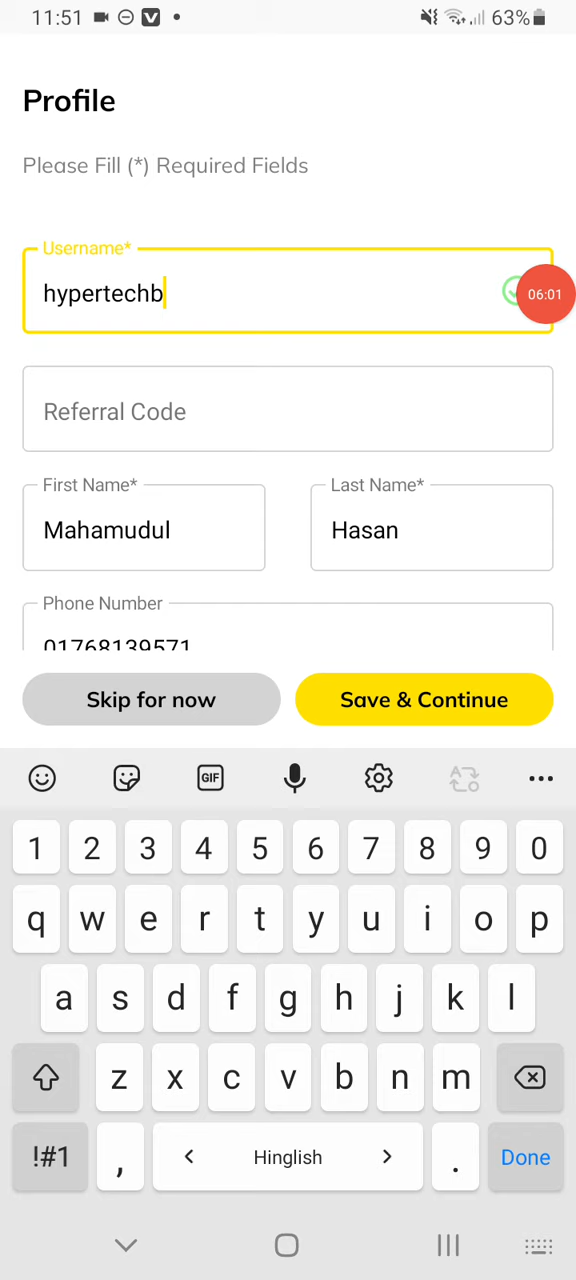 11:51 V 63%
Profile
Please Fill (*) Required Fields
Username*
hypertechb
06:01
Referral Code
First Name* Last Name*
Mahamudul Hasan
Phone Number
01768139571
Skip for now Save & Continue
GIF
1 2 3 4 5 6 7 8 9 0
q w e r t y u i o p
a s d f g h j k l
z x c v b n m
!#1 , < Hinglish > . Done